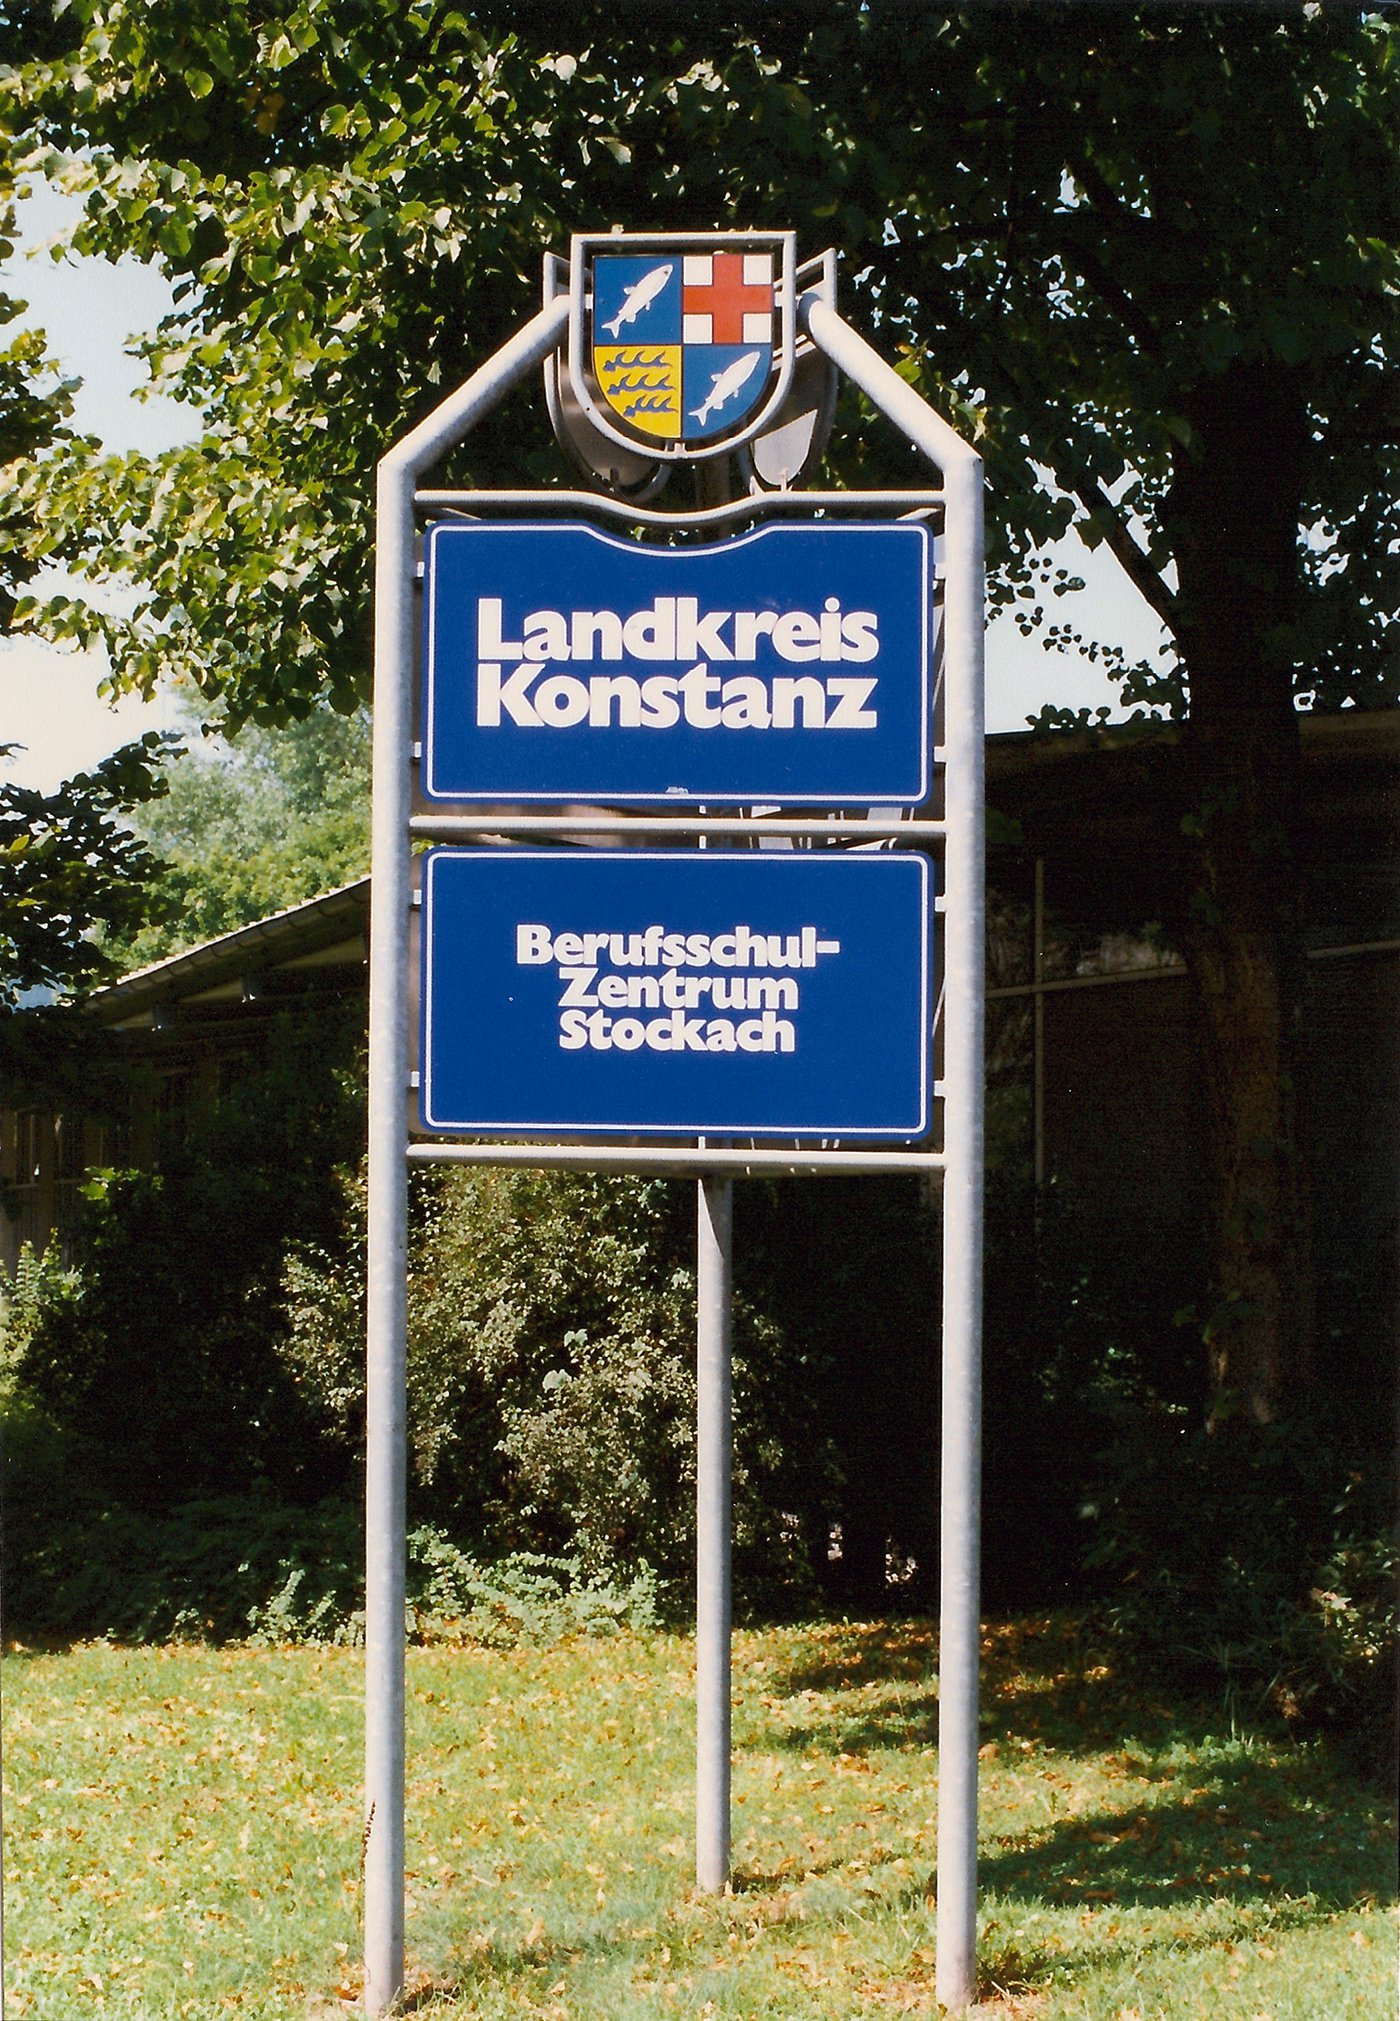 Landkreis
Konstanz
Berufsschul-
Zentrum
Stockach